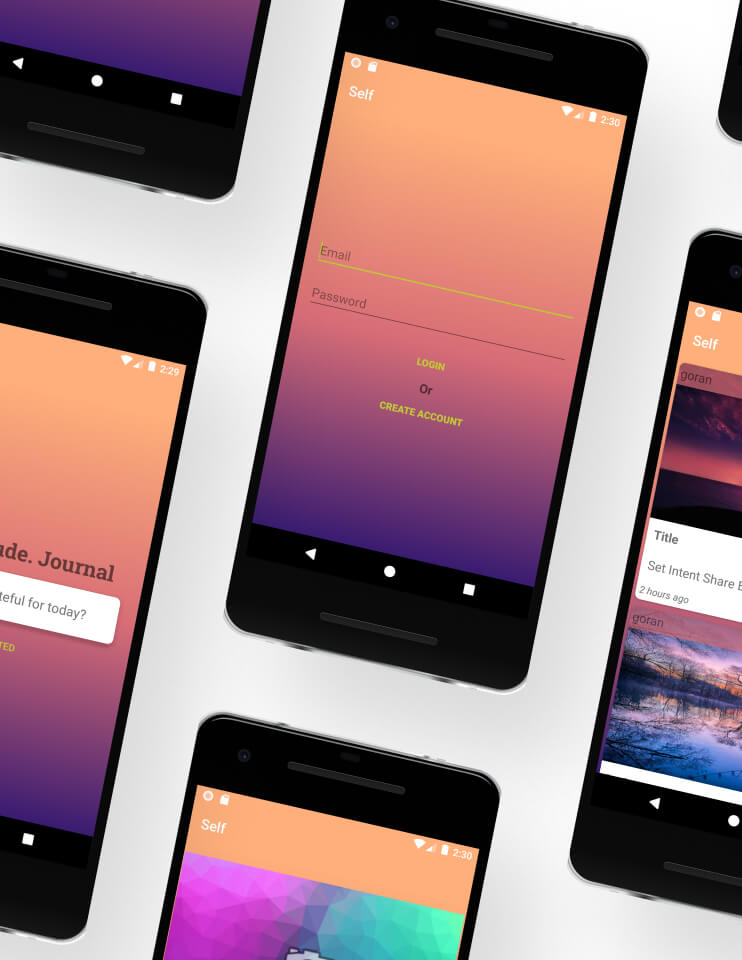 Self
2:30
Email
Password
LOGIN
Or
CREATE ACCOUNT
2:29
ude. Journal
teful for today?
TED
Self
goran
Title
Set Intent Share B
2 hours ago
goran
Self
2:30